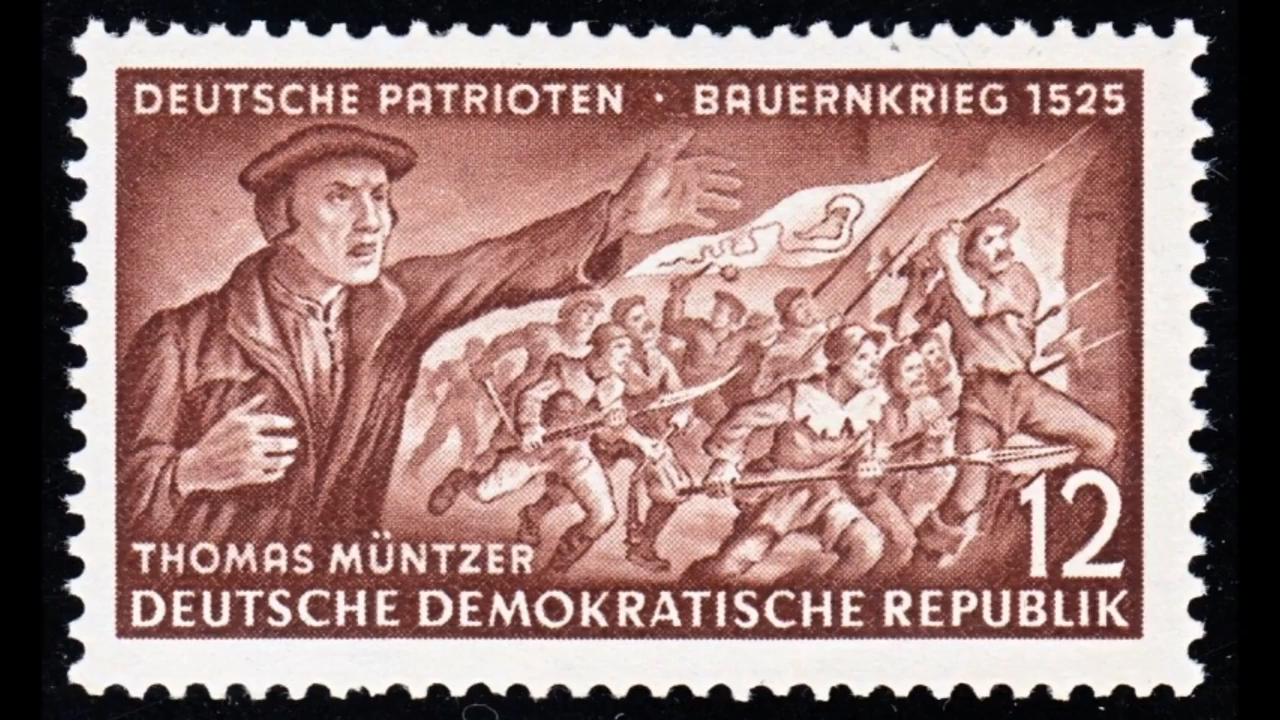 DEUTSCHE PATRIOTEN · BAUERNKRIEG 1525
12
THOMAS MÜNTZER
DEUTSCHE DEMOKRATISCHE REPUBLIK